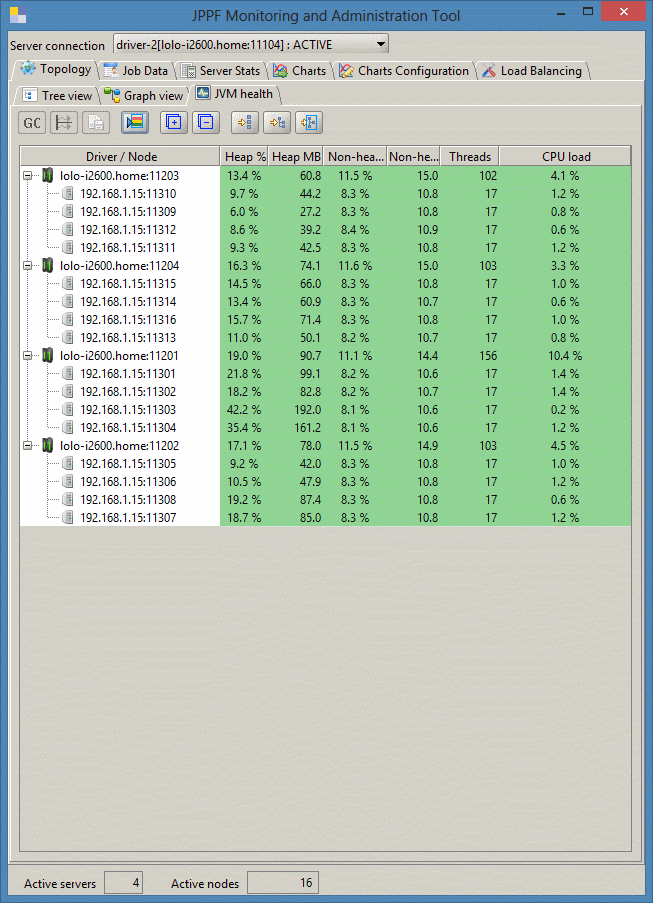 JPPF Monitoring and Administration Tool
Server connection driver-2[lolo-i2600.home:11104] : ACTIVE
Topology Job Data Server Stats Charts Charts Configuration Load Balancing
Tree view Graph view JVM health
GC
Driver / Node Heap % Heap MB Non-hea... Non-he... Threads CPU load
lolo-i2600.home:11203 13.4 % 60.8 11.5 % 15.0 102 4.1 %
192.168.1.15:11310 9.7 % 44.2 8.3 % 10.8 17 1.2 %
192.168.1.15:11309 6.0 % 27.2 8.3 % 10.8 17 0.8 %
192.168.1.15:11312 8.6 % 39.2 8.4 % 10.9 17 0.6 %
192.168.1.15:11311 9.3 % 42.5 8.3 % 10.8 17 1.2 %
lolo-i2600.home:11204 16.3 % 74.1 11.6 % 15.0 103 3.3 %
192.168.1.15:11315 14.5 % 66.0 8.3 % 10.8 17 1.0 %
192.168.1.15:11314 13.4 % 60.9 8.3 % 10.7 17 0.6 %
192.168.1.15:11316 15.7 % 71.4 8.3 % 10.8 17 1.0 %
192.168.1.15:11313 11.0 % 50.1 8.2 % 10.7 17 0.8 %
lolo-i2600.home:11201 19.0 % 90.7 11.1 % 14.4 156 10.4 %
192.168.1.15:11301 21.8 % 99.1 8.2 % 10.6 17 1.4 %
192.168.1.15:11302 18.2 % 82.8 8.2 % 10.7 17 1.4 %
192.168.1.15:11303 42.2 % 192.0 8.1 % 10.6 17 0.2 %
192.168.1.15:11304 35.4 % 161.2 8.1 % 10.6 17 1.2 %
lolo-i2600.home:11202 17.1 % 78.0 11.5 % 14.9 103 4.5 %
192.168.1.15:11305 9.2 % 42.0 8.3 % 10.8 17 1.0 %
192.168.1.15:11306 10.5 % 47.9 8.3 % 10.8 17 1.2 %
192.168.1.15:11308 19.2 % 87.4 8.3 % 10.8 17 0.6 %
192.168.1.15:11307 18.7 % 85.0 8.3 % 10.8 17 1.2 %
Active servers 4 Active nodes 16